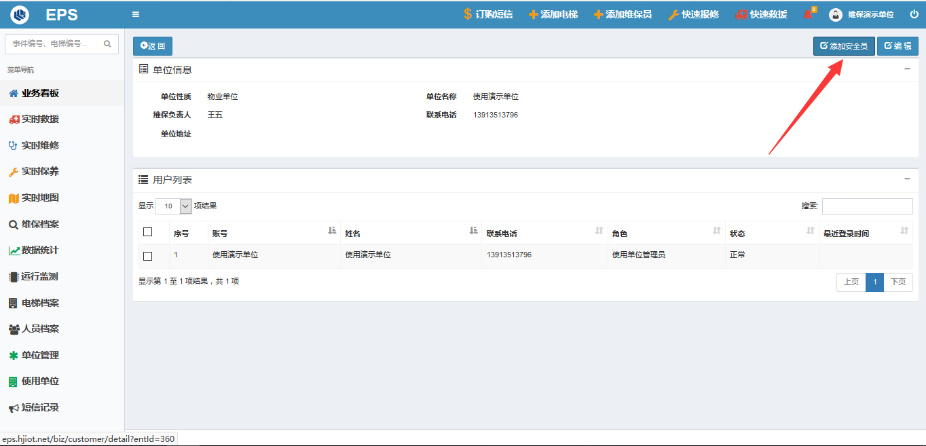 EPS
订购短信 添加电梯 添加维保员 快速报修 快速救援 8 维保演示单位
事件编号、电梯编号...
返回 添加安全员 编辑
菜单导航
业务看板
实时救援
实时维修
实时保养
实时地图
维保档案
数据统计
运行监测
电梯档案
人员档案
单位管理
使用单位
短信记录
单位信息
单位性质 物业单位 单位名称 使用演示单位
维保负责人 王五 联系电话 13913513796
单位地址
用户列表
显示 10 项结果 搜索:
序号 账号 姓名 联系电话 角色 状态 最近登录时间
1 使用演示单位 使用演示单位 13913513796 使用单位管理员 正常
显示第 1 至 1 项结果，共 1 项 上页 1 下页
eps.hjiot.net/biz/customer/detail?entId=360